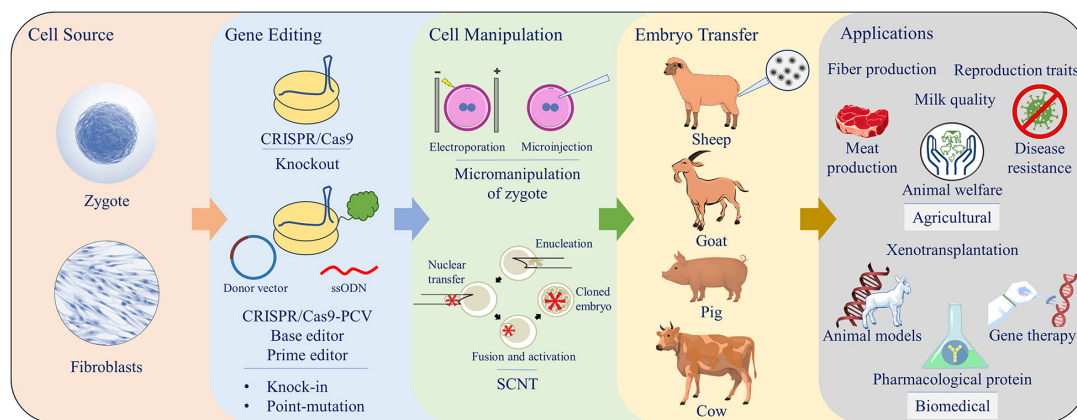 Cell Source
Zygote
Fibroblasts
Gene Editing
CRISPR/Cas9
Knockout
Donor vector
ssODN
CRISPR/Cas9-PCV
Base editor
Prime editor
• Knock-in
• Point-mutation
Cell Manipulation
- +
Electroporation
Microinjection
Micromanipulation
of zygote
Enucleation
Nuclear
transfer
Cloned
embryo
Fusion and activation
SCNT
Embryo Transfer
Sheep
Goat
Pig
Cow
Applications
Fiber production
Reproduction traits
Milk quality
Meat
production
Disease
resistance
Animal welfare
Agricultural
Xenotransplantation
Animal models
Gene therapy
Pharmacological protein
Biomedical